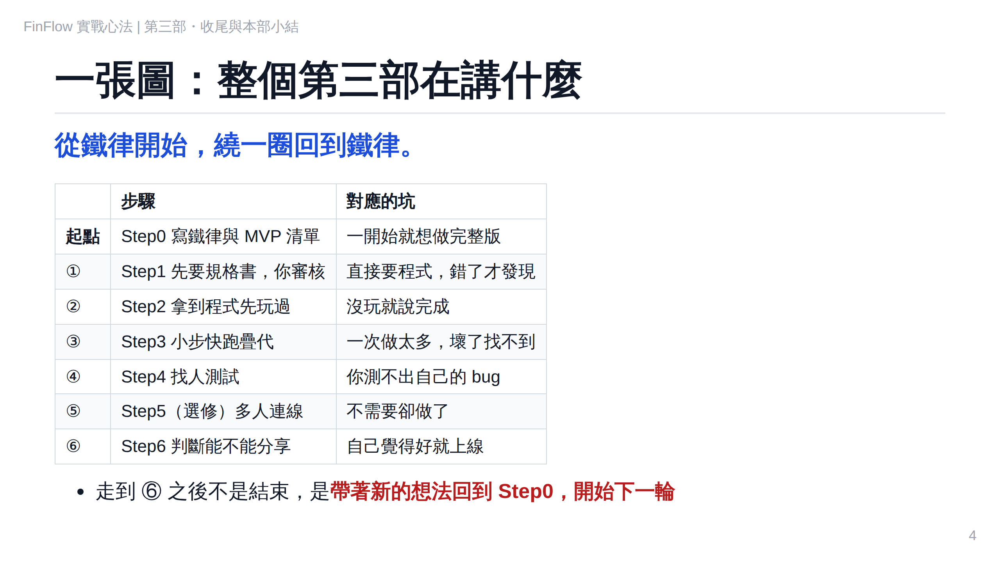 FinFlow 實戰心法 | 第三部・收尾與本部小結
一張圖：整個第三部在講什麼
從鐵律開始，繞一圈回到鐵律。
步驟 對應的坑
起點 Step0 寫鐵律與 MVP 清單 一開始就想做完整版
① Step1 先要規格書，你審核 直接要程式，錯了才發現
② Step2 拿到程式先玩過 沒玩就說完成
③ Step3 小步快跑疊代 一次做太多，壞了找不到
④ Step4 找人測試 你測不出自己的 bug
⑤ Step5（選修）多人連線 不需要卻做了
⑥ Step6 判斷能不能分享 自己覺得好就上線
• 走到 ⑥ 之後不是結束，是帶著新的想法回到 Step0，開始下一輪
4